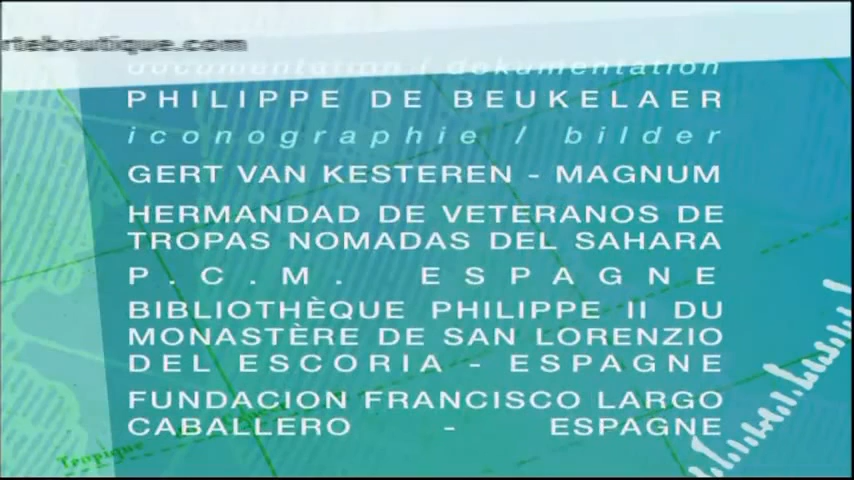 rteboutique.com
documentation / dokumentation
PHILIPPE DE BEUKELAER
iconographie / bilder
GERT VAN KESTEREN - MAGNUM
HERMANDAD DE VETERANOS DE
TROPAS NOMADAS DEL SAHARA
P.C.M. ESPAGNE
BIBLIOTHÈQUE PHILIPPE II DU
MONASTÈRE DE SAN LORENZIO
DEL ESCORIA - ESPAGNE
FUNDACION FRANCISCO LARGO
CABALLERO - ESPAGNE
Tropique